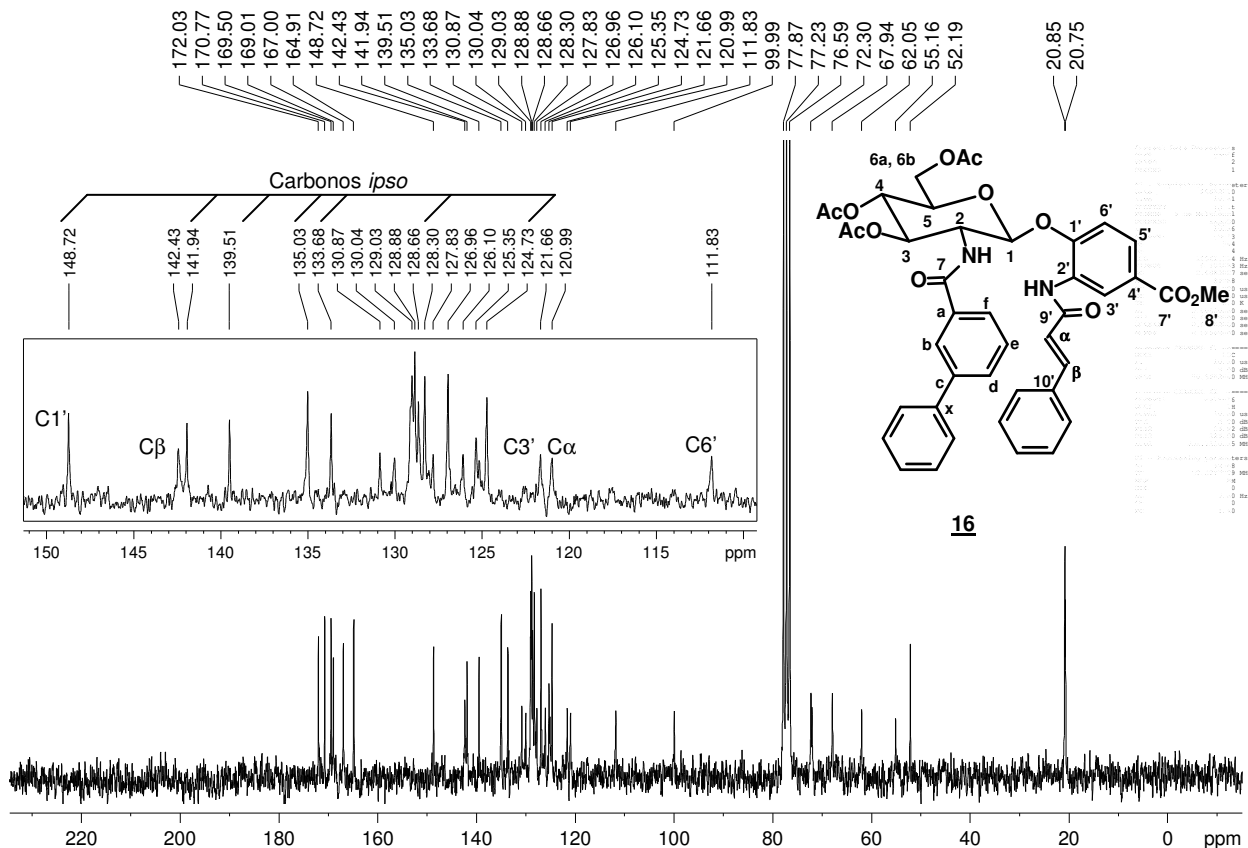 172.03
170.77
169.50
169.01
167.00
164.91
148.72
142.43
141.94
139.51
135.03
133.68
130.87
130.04
129.03
128.88
128.66
128.30
127.83
126.96
126.10
125.35
124.73
121.66
120.99
111.83
99.99
77.87
77.23
76.59
72.30
67.94
62.05
55.16
52.19
20.85
20.75
Carbonos ipso
148.72
142.43
141.94
139.51
135.03
133.68
130.87
130.04
129.03
128.88
128.66
128.30
127.83
126.96
126.10
125.35
124.73
121.66
120.99
111.83
C1'
Cβ
C3'
Cα
C6'
150 145 140 135 130 125 120 115 ppm
6a, 6b
OAc
4
AcO
5
O
2
AcO
3
NH
1
O
1'
6'
5'
2'
3'
4'
7
O
HN
9'
O
α
β
10'
CO₂Me
7'
8'
a
b
c
d
e
f
x
16
220 200 180 160 140 120 100 80 60 40 20 0 ppm